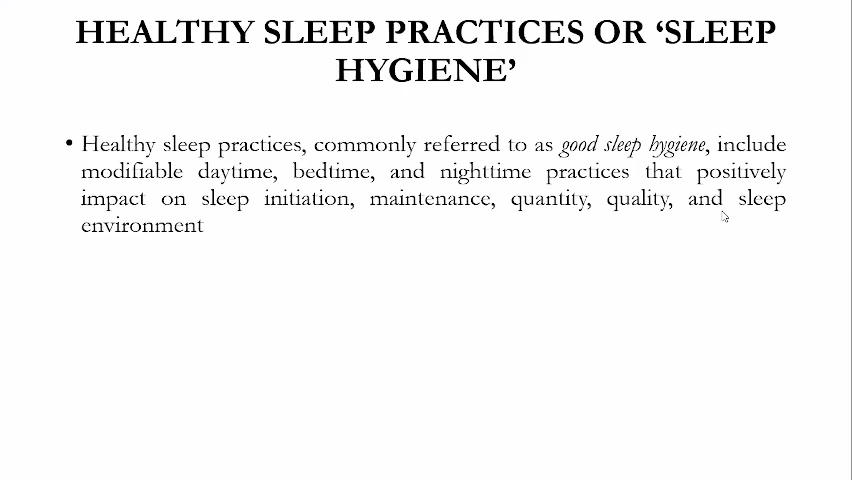 HEALTHY SLEEP PRACTICES OR ‘SLEEP
HYGIENE’
• Healthy sleep practices, commonly referred to as good sleep hygiene, include
modifiable daytime, bedtime, and nighttime practices that positively
impact on sleep initiation, maintenance, quantity, quality, and sleep
environment